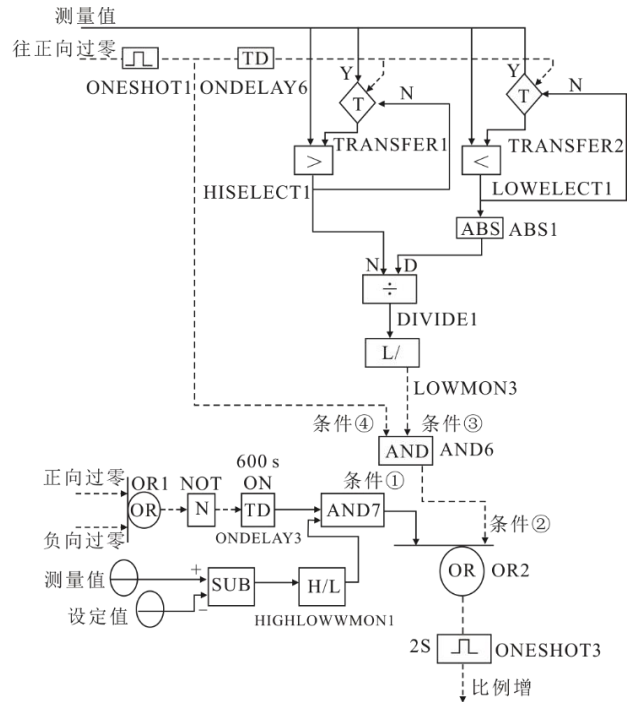 测量值
往正向过零
TD
ONESHOT1 ONDELAY6
Y
T
N
TRANSFER1
>
HISELECT1
Y
T
N
TRANSFER2
<
LOWELECT1
ABS
ABS1
N D
÷
DIVIDE1
L/
LOWMON3
条件④
条件③
AND
AND6
正向过零
负向过零
OR1
OR
NOT
N
600 s
ON
TD
ONDELAY3
条件①
AND7
条件②
测量值
设定值
+
−
SUB
H/L
HIGHLOWWMON1
OR
OR2
2S
ONESHOT3
比例增